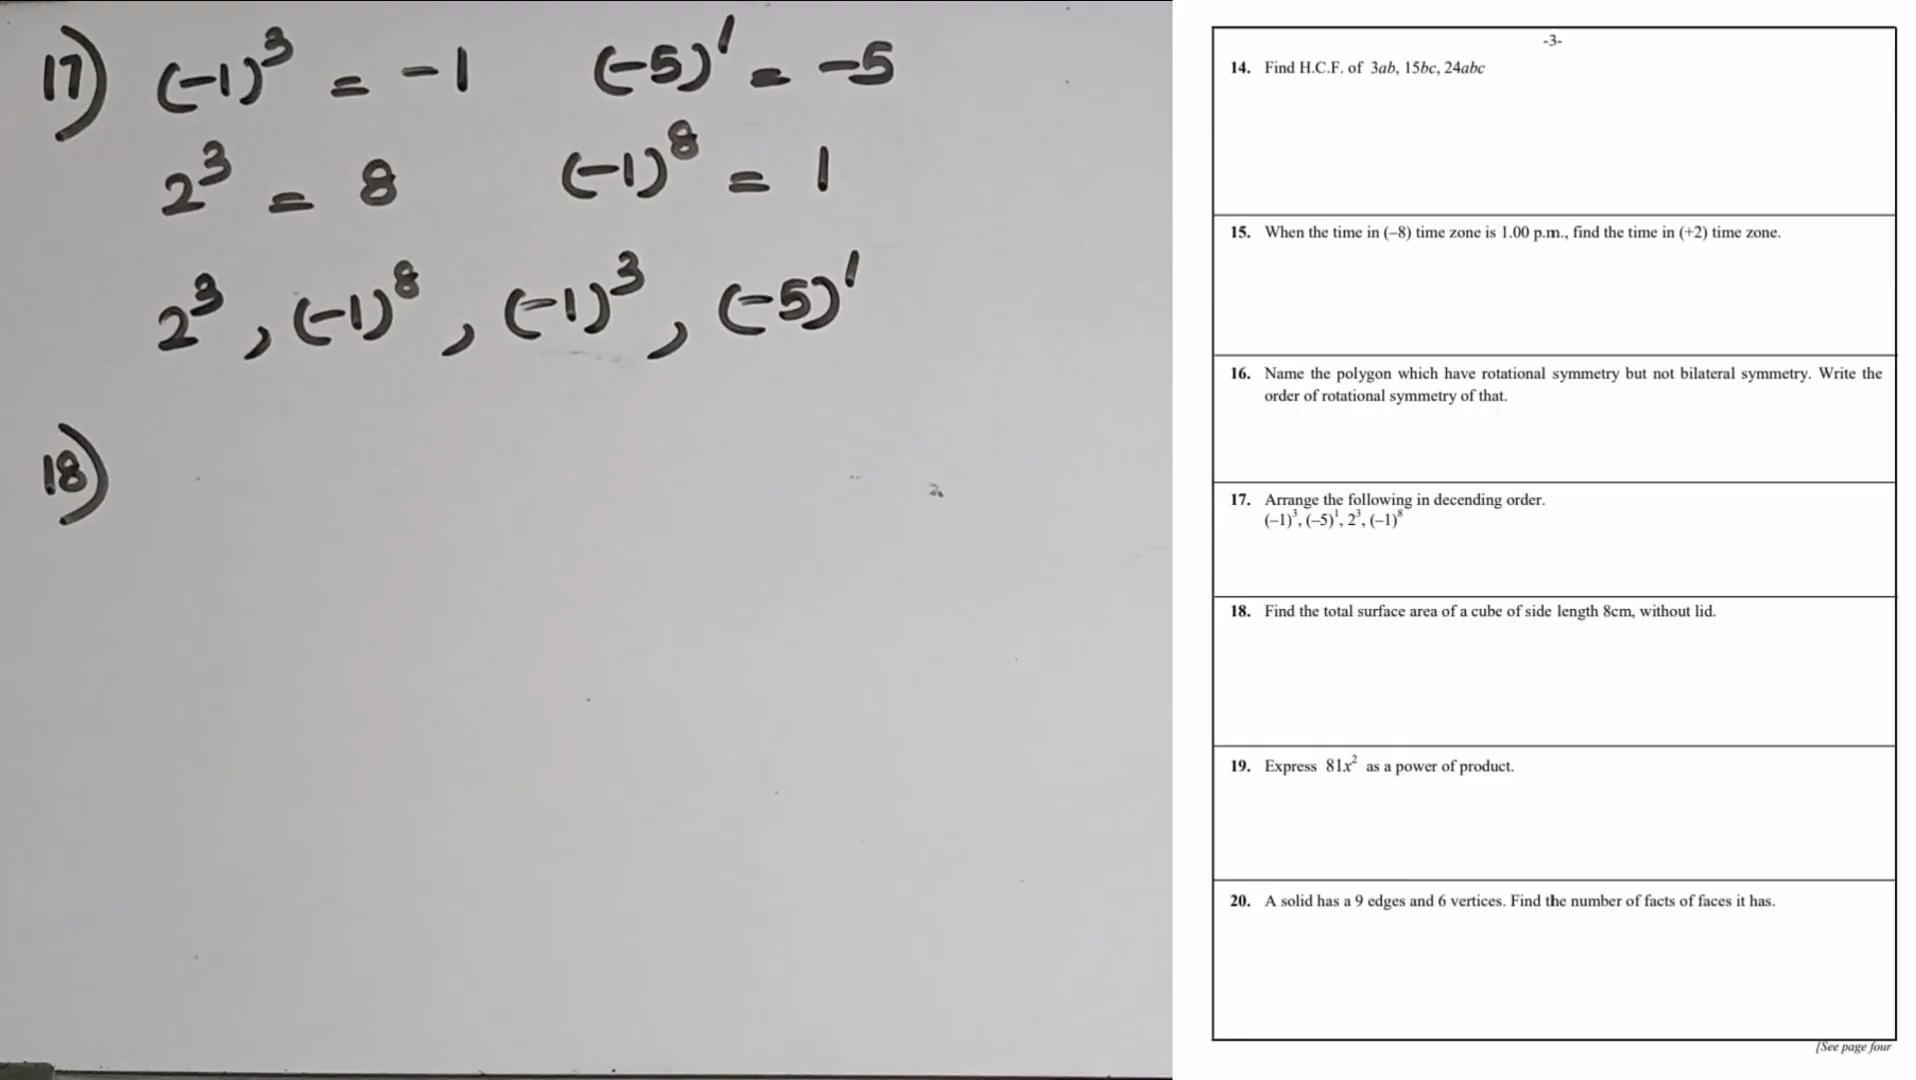 17) (-1)³ = -1 (-5)¹ = -5
2³ = 8 (-1)⁸ = 1
2³, (-1)⁸, (-1)³, (-5)¹
18)
-3-
14. Find H.C.F. of 3ab, 15bc, 24abc
15. When the time in (–8) time zone is 1.00 p.m., find the time in (+2) time zone.
16. Name the polygon which have rotational symmetry but not bilateral symmetry. Write the
order of rotational symmetry of that.
17. Arrange the following in decending order.
(–1)³, (–5)¹, 2³, (–1)⁸
18. Find the total surface area of a cube of side length 8cm, without lid.
19. Express 81x² as a power of product.
20. A solid has a 9 edges and 6 vertices. Find the number of facts of faces it has.
[See page four